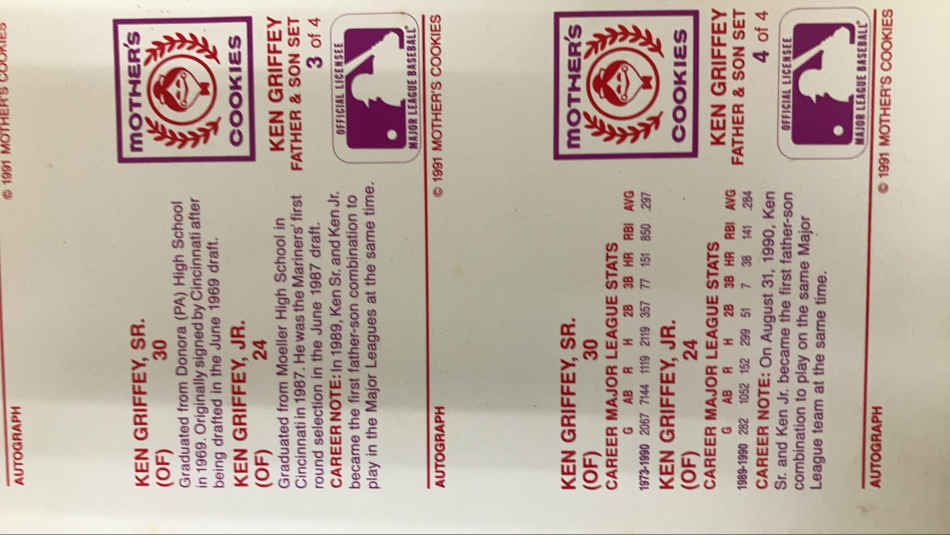 © 1991 MOTHER'S COOKIES
AUTOGRAPH
MOTHER'S
COOKIES
KEN GRIFFEY
FATHER & SON SET
3 of 4
OFFICIAL LICENSEE
MAJOR LEAGUE BASEBALL
KEN GRIFFEY, SR.
(OF) 30
Graduated from Donora (PA) High School
in 1969. Originally signed by Cincinnati after
being drafted in the June 1969 draft.
KEN GRIFFEY, JR.
(OF) 24
Graduated from Moeller High School in
Cincinnati in 1987. He was the Mariners' first
round selection in the June 1987 draft.
CAREER NOTE: In 1989, Ken Sr. and Ken Jr.
became the first father-son combination to
play in the Major Leagues at the same time.
AUTOGRAPH
© 1991 MOTHER'S COOKIES
MOTHER'S
COOKIES
KEN GRIFFEY
FATHER & SON SET
4 of 4
OFFICIAL LICENSEE
MAJOR LEAGUE BASEBALL
KEN GRIFFEY, SR.
(OF) 30
CAREER MAJOR LEAGUE STATS
G AB R H 2B 3B HR RBI AVG
1973-1990 2067 7144 1119 2119 357 77 151 850 .297
KEN GRIFFEY, JR.
(OF) 24
CAREER MAJOR LEAGUE STATS
G AB R H 2B 3B HR RBI AVG
1989-1990 282 1052 152 299 51 7 38 141 .284
CAREER NOTE: On August 31, 1990, Ken
Sr. and Ken Jr. became the first father-son
combination to play on the same Major
League team at the same time.
AUTOGRAPH
© 1991 MOTHER'S COOKIES